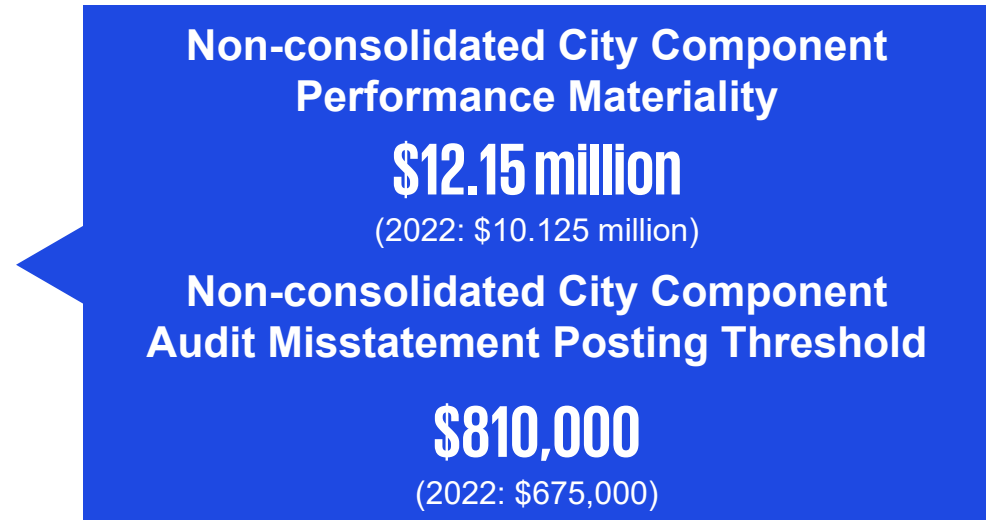 Non-consolidated City Component
Performance Materiality
$12.15 million
(2022: $10.125 million)
Non-consolidated City Component
Audit Misstatement Posting Threshold
$810,000
(2022: $675,000)